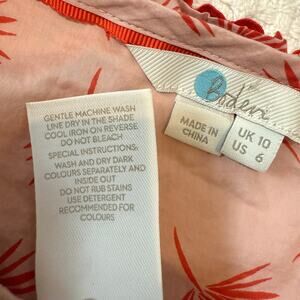 Boden
MADE IN
CHINA
UK 10
US 6
GENTLE MACHINE WASH
LINE DRY IN THE SHADE
COOL IRON ON REVERSE
DO NOT BLEACH
SPECIAL INSTRUCTIONS:
WASH AND DRY DARK
COLOURS SEPARATELY AND
INSIDE OUT
DO NOT RUB STAINS
USE DETERGENT
RECOMMENDED FOR
COLOURS